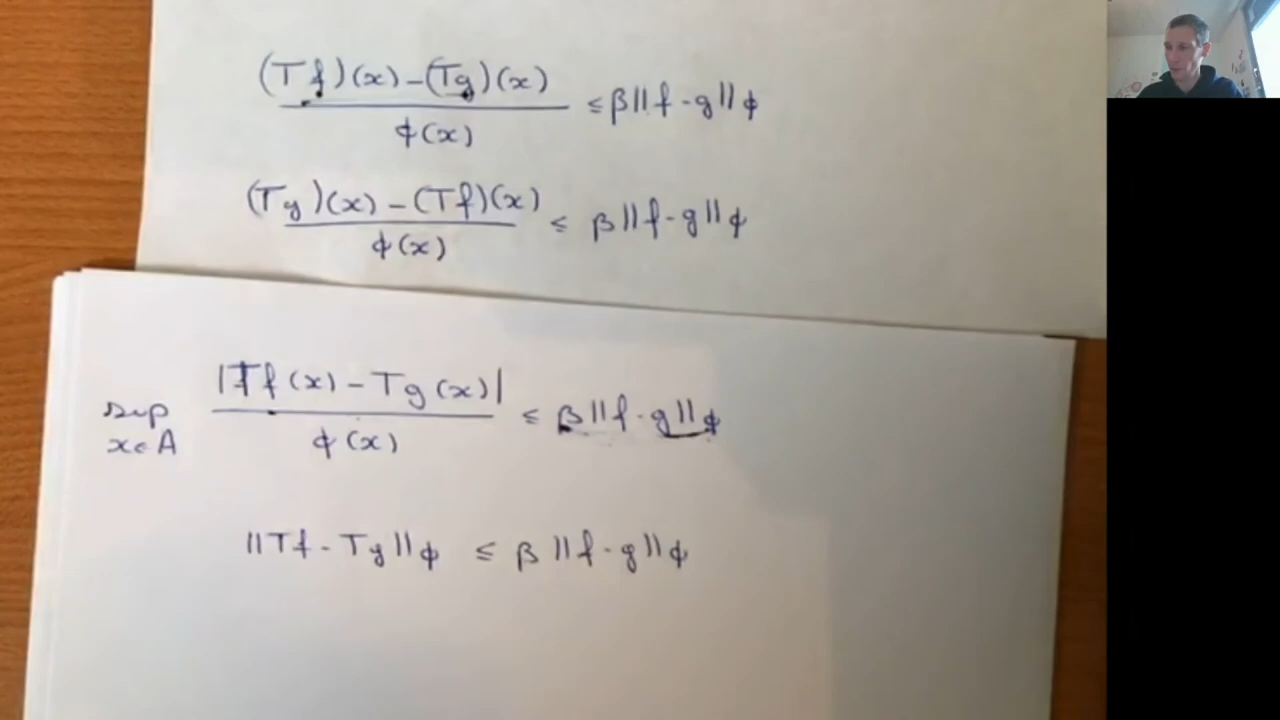 (Tf)(x) - (Tg)(x)
ϕ(x)
≤ β||f - g||ϕ
(Tg)(x) - (Tf)(x)
ϕ(x)
≤ β||f - g||ϕ
sup
x∈A
|Tf(x) - Tg(x)|
ϕ(x)
≤ β||f - g||ϕ
||Tf - Tg||ϕ ≤ β ||f - g||ϕ